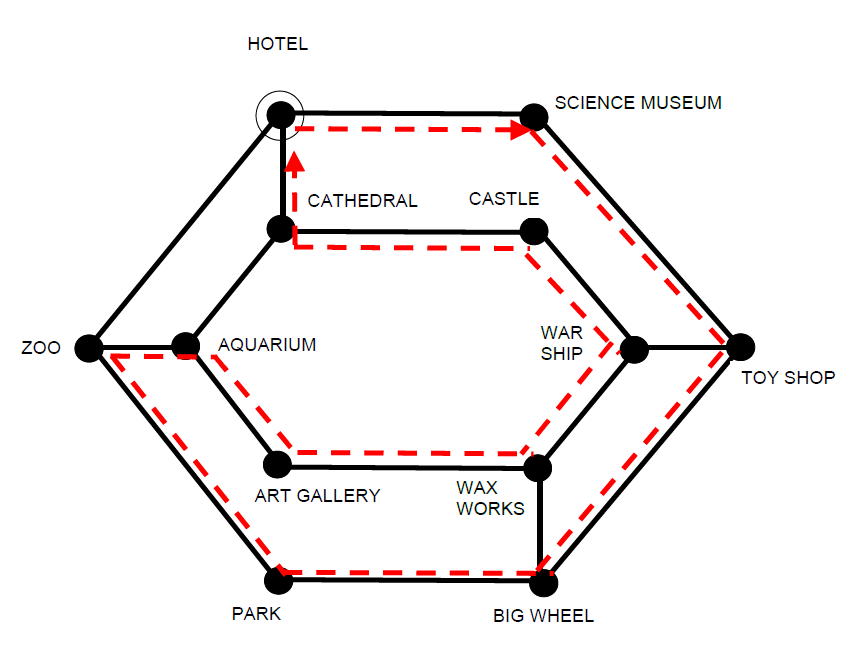 HOTEL
SCIENCE MUSEUM
CATHEDRAL
CASTLE
ZOO
AQUARIUM
WAR
SHIP
TOY SHOP
ART GALLERY
WAX
WORKS
PARK
BIG WHEEL